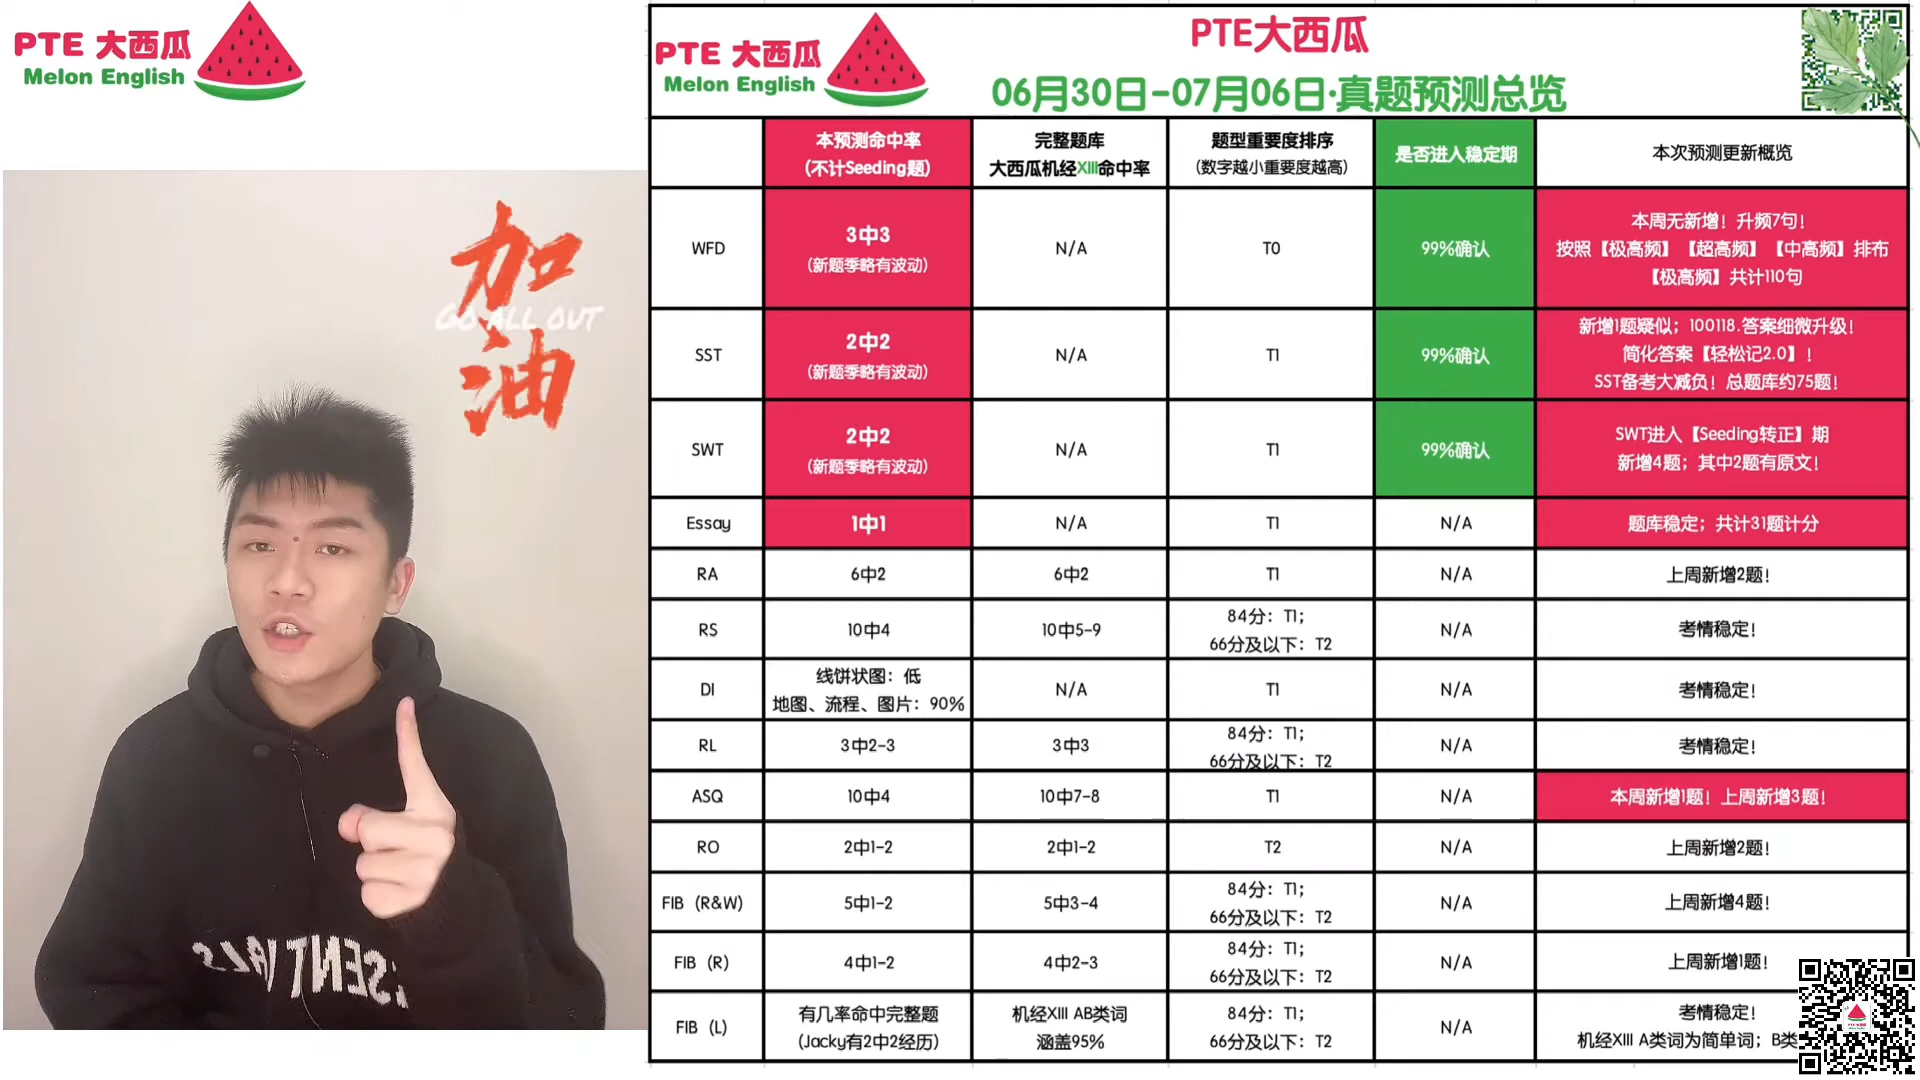 PTE 大西瓜
Melon English
加油
GO ALL OUT
PTE 大西瓜
Melon English
PTE大西瓜
06月30日-07月06日·真题预测总览
本预测命中率
(不计Seeding题)
完整题库
大西瓜机经XIII命中率
题型重要度排序
(数字越小重要度越高)
是否进入稳定期
本次预测更新概览
WFD
3中3
(新题季略有波动)
N/A
T0
99%确认
本周无新增！升频7句！
按照【极高频】【超高频】【中高频】排布
【极高频】共计110句
SST
2中2
(新题季略有波动)
N/A
T1
99%确认
新增1题疑似；100118.答案细微升级！
简化答案【轻松记2.0】！
SST备考大减负！总题库约75题！
SWT
2中2
(新题季略有波动)
N/A
T1
99%确认
SWT进入【Seeding转正】期
新增4题；其中2题有原文！
Essay
1中1
N/A
T1
N/A
题库稳定；共计31题计分
RA
6中2
6中2
T1
N/A
上周新增2题！
RS
10中4
10中5-9
84分：T1；
66分及以下：T2
N/A
考情稳定！
DI
线饼状图：低
地图、流程、图片：90%
N/A
T1
N/A
考情稳定！
RL
3中2-3
3中3
84分：T1；
66分及以下：T2
N/A
考情稳定！
ASQ
10中4
10中7-8
T1
N/A
本周新增1题！上周新增3题！
RO
2中1-2
2中1-2
T2
N/A
上周新增2题！
FIB（R&W）
5中1-2
5中3-4
84分：T1；
66分及以下：T2
N/A
上周新增4题！
FIB（R）
4中1-2
4中2-3
84分：T1；
66分及以下：T2
N/A
上周新增1题！
FIB（L）
有几率命中完整题
(Jacky有2中2经历)
机经XIII AB类词
涵盖95%
84分：T1；
66分及以下：T2
N/A
考情稳定！
机经XIII A类词为简单词；B类
PTE 大西瓜